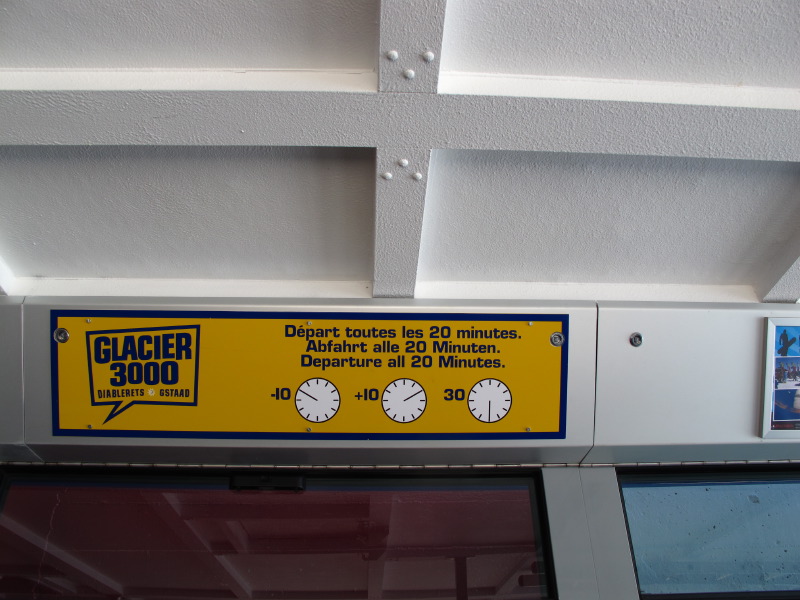 GLACIER
3000
DIABLERETS GSTAAD
Départ toutes les 20 minutes.
Abfahrt alle 20 Minuten.
Departure all 20 Minutes.
-10 +10 30